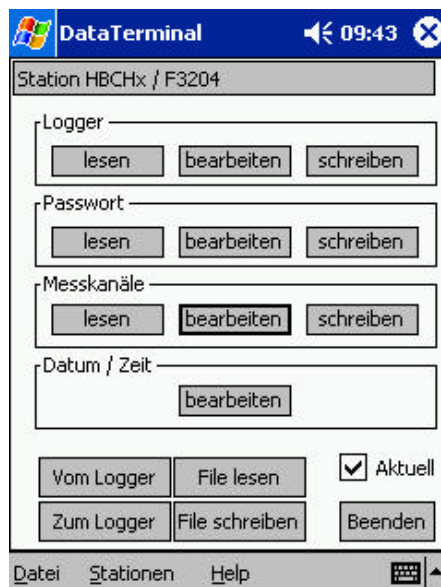 DataTerminal 09:43
Station HBCHx / F3204
Logger
lesen bearbeiten schreiben
Passwort
lesen bearbeiten schreiben
Messkanäle
lesen bearbeiten schreiben
Datum / Zeit
bearbeiten
Vom Logger File lesen Aktuell
Zum Logger File schreiben Beenden
Datei Stationen Help